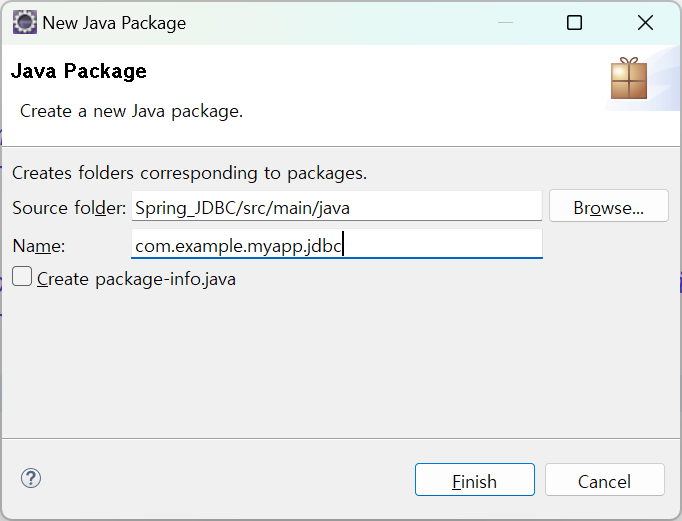 New Java Package
Java Package
Create a new Java package.
Creates folders corresponding to packages.
Source folder: Spring_JDBC/src/main/java Browse...
Name: com.example.myapp.jdbc
Create package-info.java
? Finish Cancel